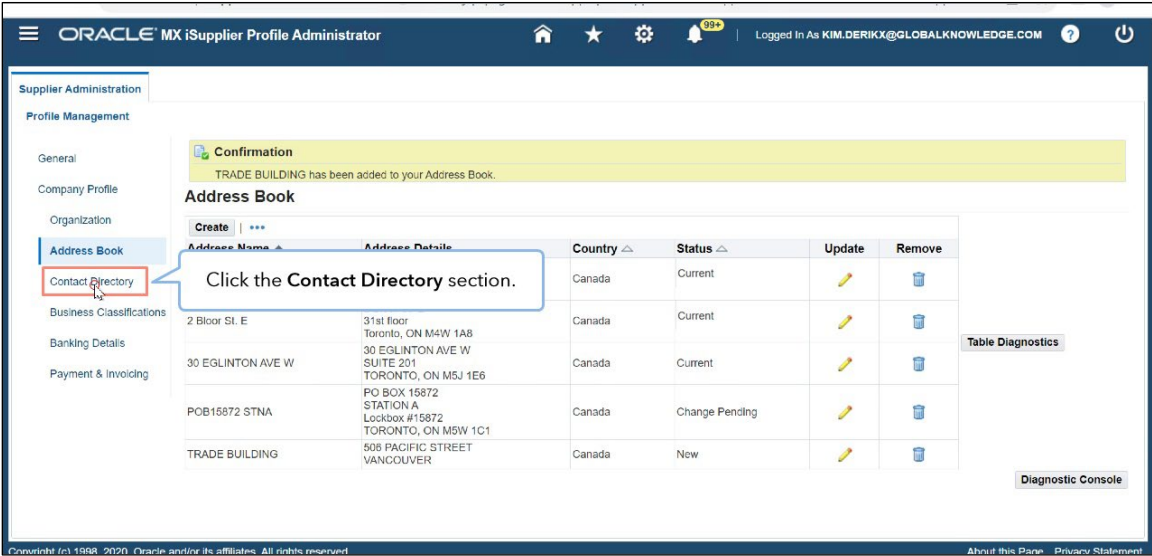 ORACLE MX iSupplier Profile Administrator
99+
Logged In As KIM.DERIKX@GLOBALKNOWLEDGE.COM
?
Supplier Administration
Profile Management
General
Company Profile
Organization
Address Book
Contact Directory
Business Classifications
Banking Details
Payment & Invoicing
Confirmation
TRADE BUILDING has been added to your Address Book.
Address Book
Create | •••
Address Name Address Details Country Status Update Remove
Click the Contact Directory section.
Canada Current
2 Bloor St. E 31st floor Canada Current
Toronto, ON M4W 1A8
30 EGLINTON AVE W
30 EGLINTON AVE W SUITE 201 Canada Current
TORONTO, ON M5J 1E6
PO BOX 15872
STATION A
POB15872 STNA Canada Change Pending
Lockbox #15872
TORONTO, ON M5W 1C1
506 PACIFIC STREET
TRADE BUILDING Canada New
VANCOUVER
Table Diagnostics
Diagnostic Console
Copyright (c) 1998, 2020, Oracle and/or its affiliates. All rights reserved.
About this Page Privacy Statement